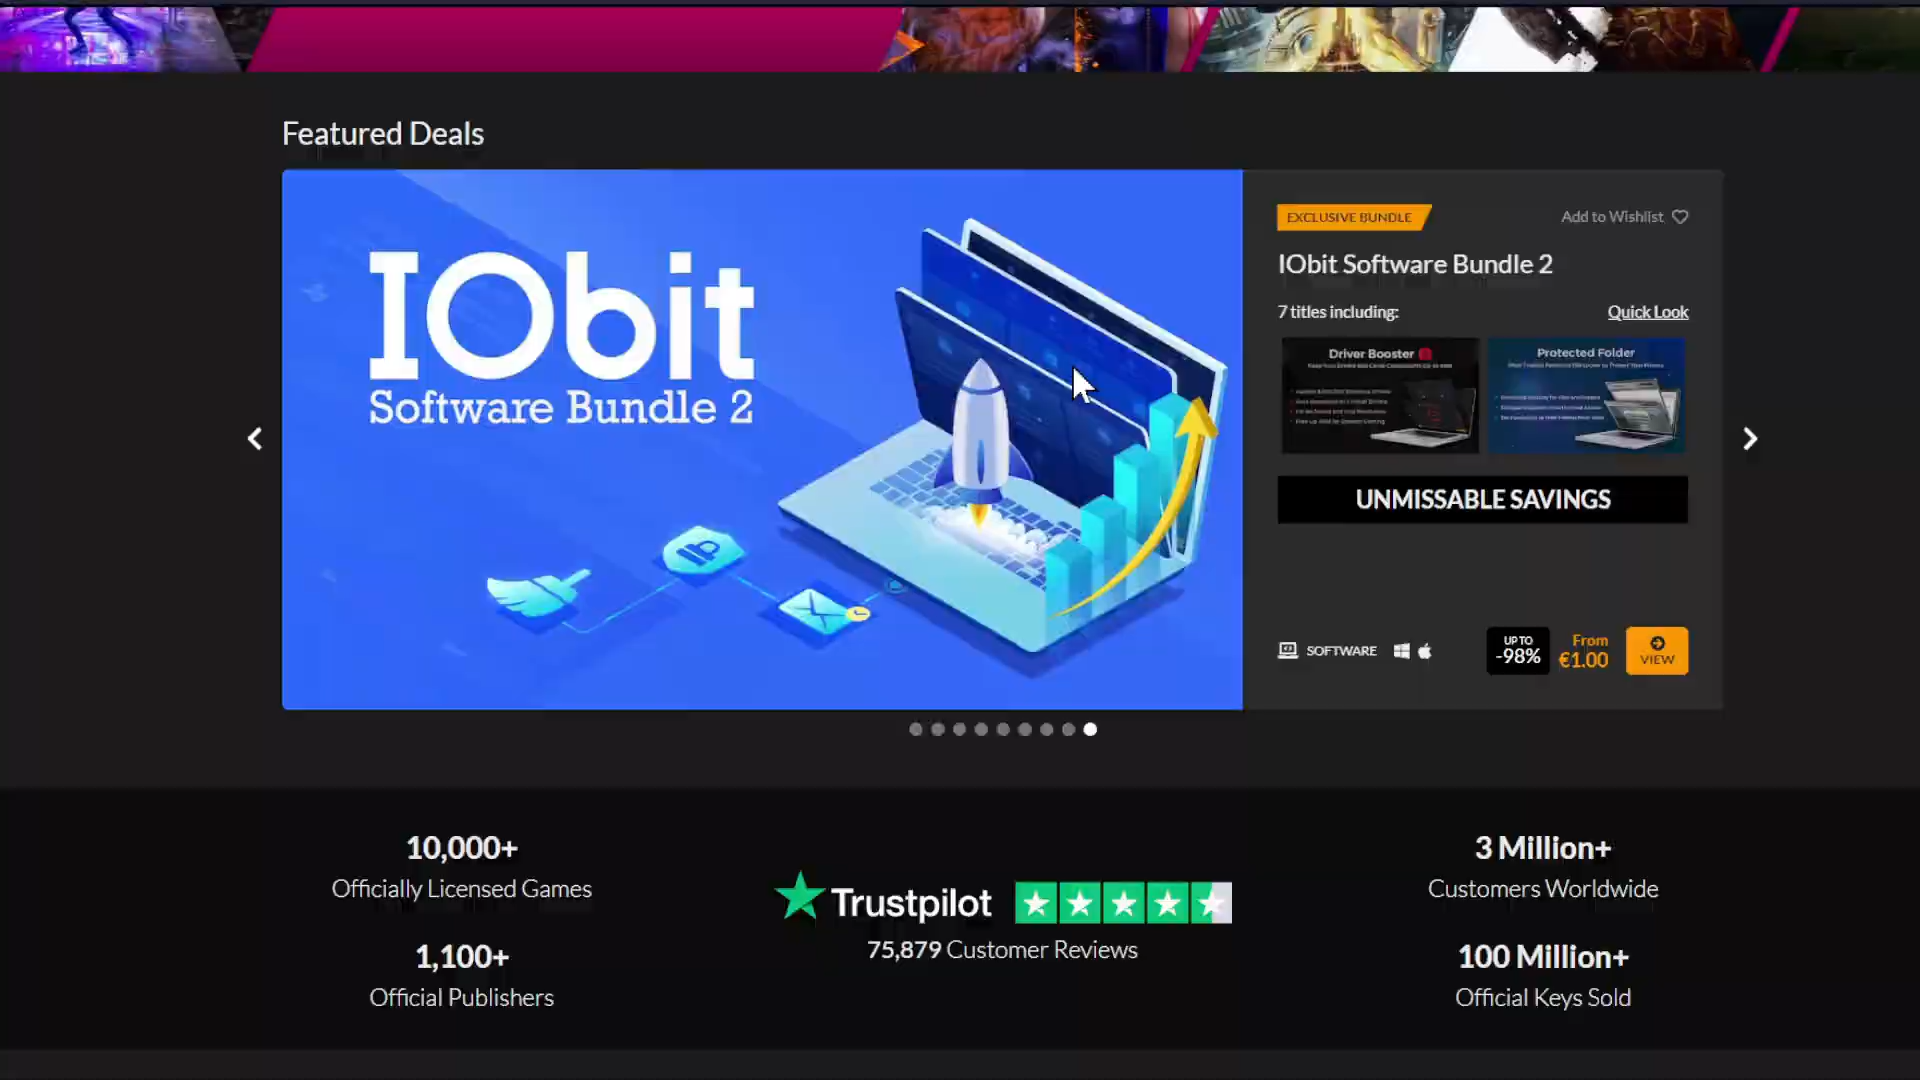 Featured Deals
IObit
Software Bundle 2
EXCLUSIVE BUNDLE
Add to Wishlist
IObit Software Bundle 2
7 titles including:
Quick Look
Driver Booster
Protected Folder
UNMISSABLE SAVINGS
SOFTWARE
UP TO
-98%
From
€1.00
VIEW
10,000+
Officially Licensed Games
1,100+
Official Publishers
Trustpilot
75,879 Customer Reviews
3 Million+
Customers Worldwide
100 Million+
Official Keys Sold